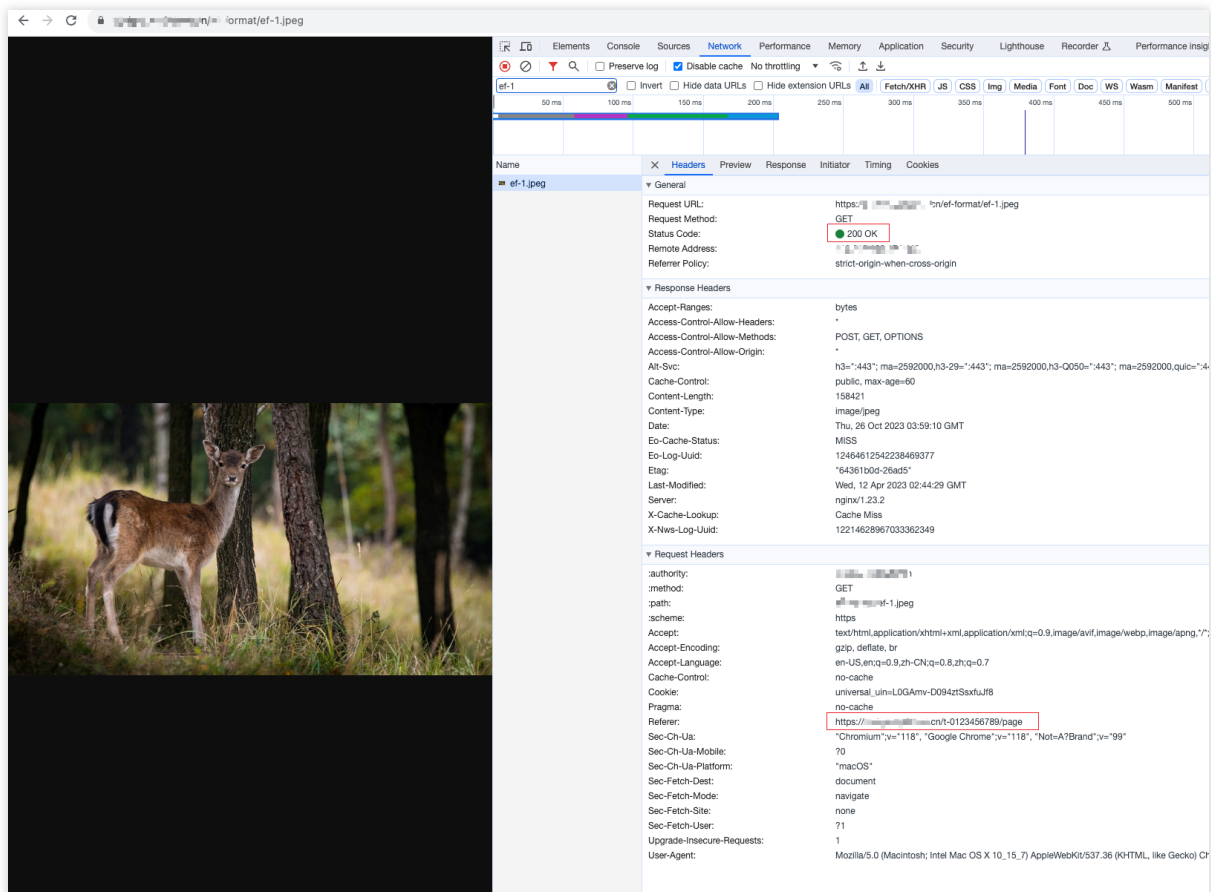 ormat/ef-1.jpeg
Elements Console Sources Network Performance Memory Application Security Lighthouse Recorder Performance insig
Preserve log Disable cache No throttling
ef-1 Invert Hide data URLs Hide extension URLs All Fetch/XHR JS CSS Img Media Font Doc WS Wasm Manifest
50 ms 100 ms 150 ms 200 ms 250 ms 300 ms 350 ms 400 ms 450 ms 500 ms
Name Headers Preview Response Initiator Timing Cookies
ef-1.jpeg
General
Request URL: https:/ cn/ef-format/ef-1.jpeg
Request Method: GET
Status Code: 200 OK
Remote Address:
Referrer Policy: strict-origin-when-cross-origin
Response Headers
Accept-Ranges: bytes
Access-Control-Allow-Headers: *
Access-Control-Allow-Methods: POST, GET, OPTIONS
Access-Control-Allow-Origin: *
Alt-Svc: h3=":443"; ma=2592000,h3-29=":443"; ma=2592000,h3-Q050=":443"; ma=2592000,quic=":4
Cache-Control: public, max-age=60
Content-Length: 158421
Content-Type: image/jpeg
Date: Thu, 26 Oct 2023 03:59:10 GMT
Eo-Cache-Status: MISS
Eo-Log-Uuid: 12464612542238469377
Etag: "64361b0d-26ad5"
Last-Modified: Wed, 12 Apr 2023 02:44:29 GMT
Server: nginx/1.23.2
X-Cache-Lookup: Cache Miss
X-Nws-Log-Uuid: 12214628967033362349
Request Headers
:authority:
:method: GET
:path: ef-1.jpeg
:scheme: https
Accept: text/html,application/xhtml+xml,application/xml;q=0.9,image/avif,image/webp,image/apng,*/*;
Accept-Encoding: gzip, deflate, br
Accept-Language: en-US,en;q=0.9,zh-CN;q=0.8,zh;q=0.7
Cache-Control: no-cache
Cookie: universal_uin=L0GAmv-D094ztSsxfuJf8
Pragma: no-cache
Referer: https:// cn/t-0123456789/page
Sec-Ch-Ua: "Chromium";v="118", "Google Chrome";v="118", "Not=A?Brand";v="99"
Sec-Ch-Ua-Mobile: ?0
Sec-Ch-Ua-Platform: "macOS"
Sec-Fetch-Dest: document
Sec-Fetch-Mode: navigate
Sec-Fetch-Site: none
Sec-Fetch-User: ?1
Upgrade-Insecure-Requests: 1
User-Agent: Mozilla/5.0 (Macintosh; Intel Mac OS X 10_15_7) AppleWebKit/537.36 (KHTML, like Gecko) Ch